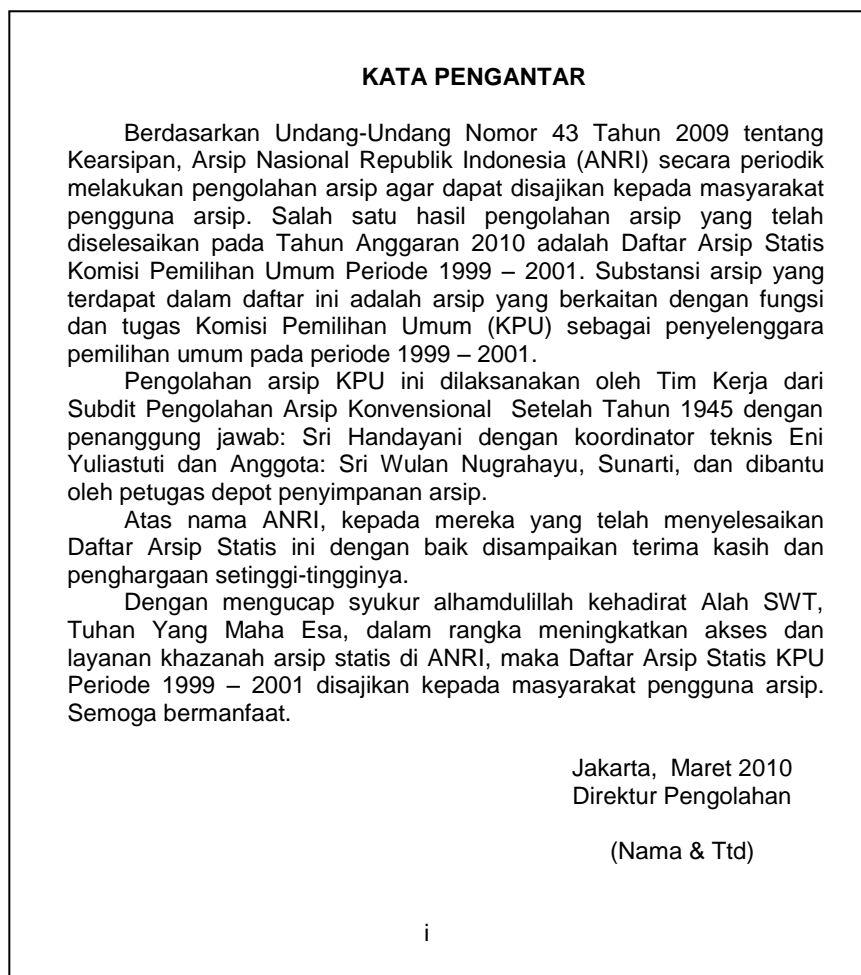 KATA PENGANTAR
Berdasarkan Undang-Undang Nomor 43 Tahun 2009 tentang
Kearsipan, Arsip Nasional Republik Indonesia (ANRI) secara periodik
melakukan pengolahan arsip agar dapat disajikan kepada masyarakat
pengguna arsip. Salah satu hasil pengolahan arsip yang telah
diselesaikan pada Tahun Anggaran 2010 adalah Daftar Arsip Statis
Komisi Pemilihan Umum Periode 1999 – 2001. Substansi arsip yang
terdapat dalam daftar ini adalah arsip yang berkaitan dengan fungsi
dan tugas Komisi Pemilihan Umum (KPU) sebagai penyelenggara
pemilihan umum pada periode 1999 – 2001.
Pengolahan arsip KPU ini dilaksanakan oleh Tim Kerja dari
Subdit Pengolahan Arsip Konvensional Setelah Tahun 1945 dengan
penanggung jawab: Sri Handayani dengan koordinator teknis Eni
Yuliastuti dan Anggota: Sri Wulan Nugrahayu, Sunarti, dan dibantu
oleh petugas depot penyimpanan arsip.
Atas nama ANRI, kepada mereka yang telah menyelesaikan
Daftar Arsip Statis ini dengan baik disampaikan terima kasih dan
penghargaan setinggi-tingginya.
Dengan mengucap syukur alhamdulillah kehadirat Alah SWT,
Tuhan Yang Maha Esa, dalam rangka meningkatkan akses dan
layanan khazanah arsip statis di ANRI, maka Daftar Arsip Statis KPU
Periode 1999 – 2001 disajikan kepada masyarakat pengguna arsip.
Semoga bermanfaat.
Jakarta, Maret 2010
Direktur Pengolahan
(Nama & Ttd)
i